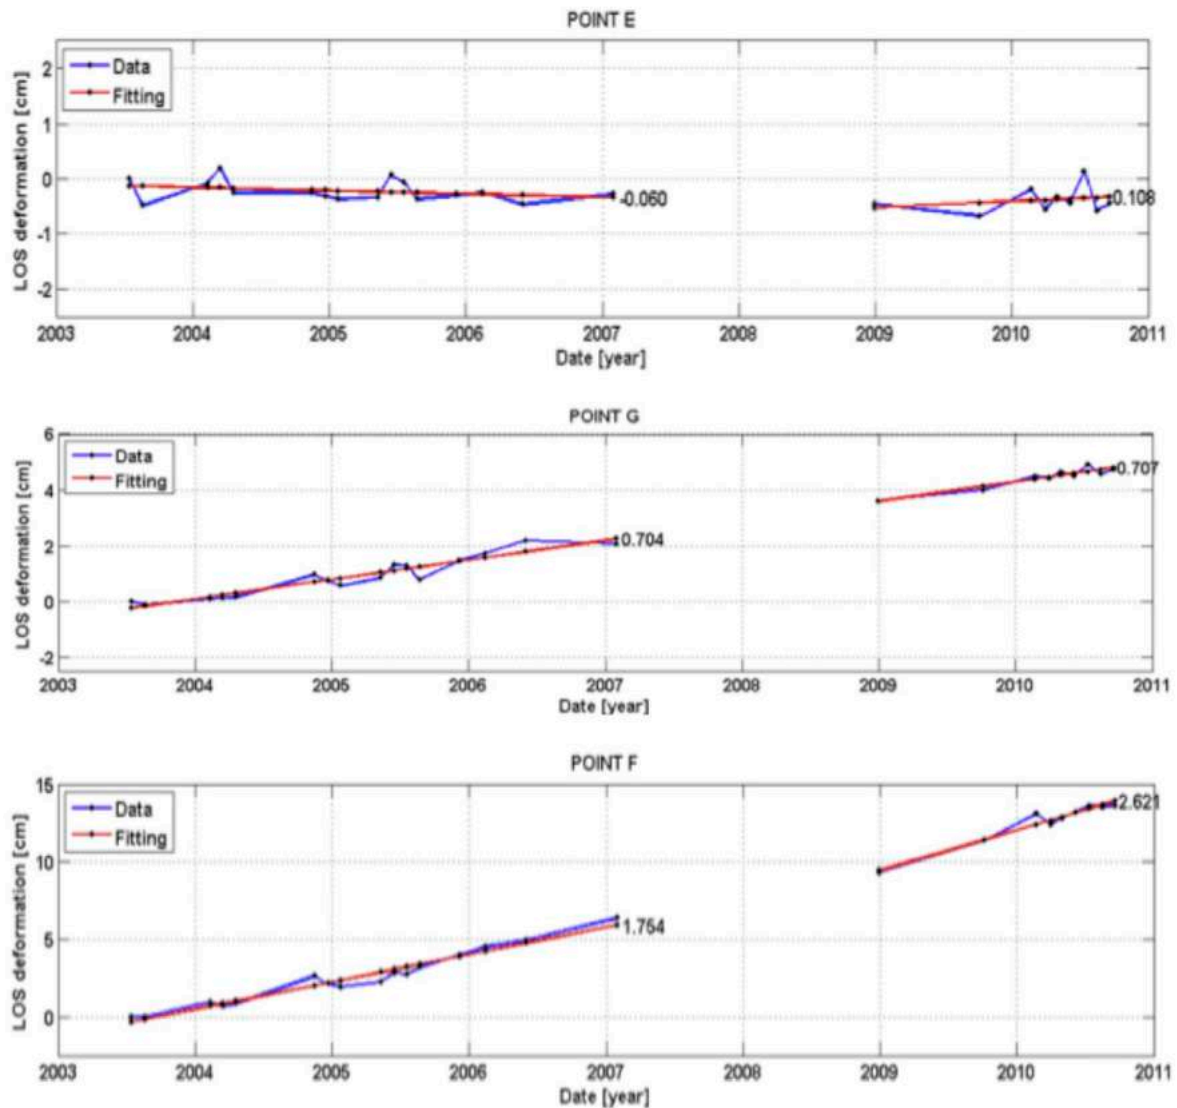 POINT E
LOS deformation [cm]
2
1
0
-1
-2
Data
Fitting
-0.060
0.108
2003 2004 2005 2006 2007 2008 2009 2010 2011
Date [year]
POINT G
LOS deformation [cm]
6
4
2
0
-2
Data
Fitting
0.704
0.707
2003 2004 2005 2006 2007 2008 2009 2010 2011
Date [year]
POINT F
LOS deformation [cm]
15
10
5
0
Data
Fitting
1.754
2.621
2003 2004 2005 2006 2007 2008 2009 2010 2011
Date [year]